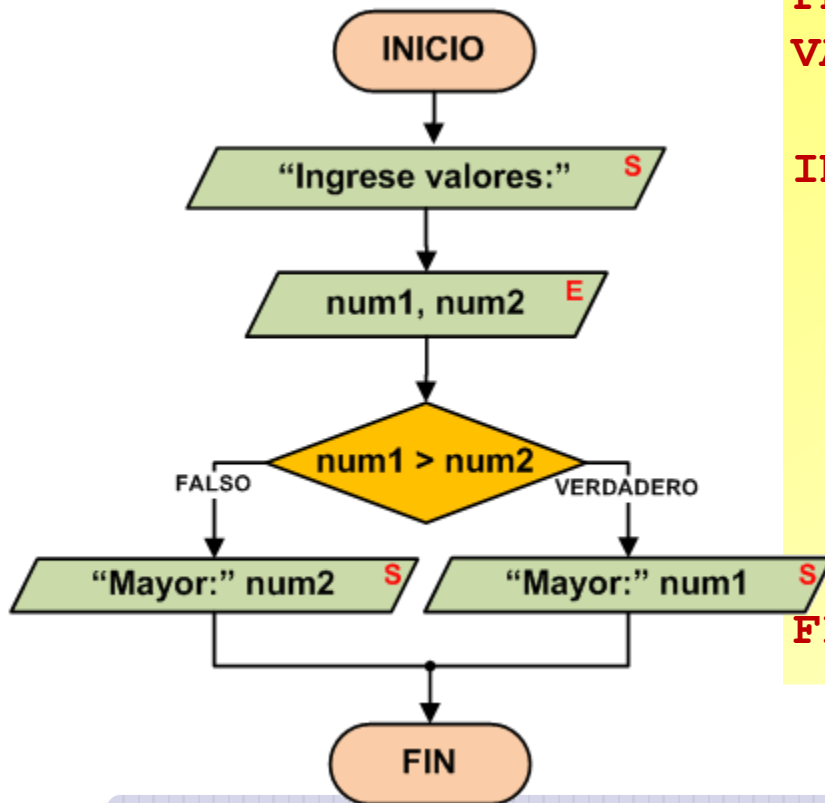 INICIO
“Ingrese valores:” S
num1, num2 E
num1 > num2
FALSO
VERDADERO
“Mayor:” num2 S
“Mayor:” num1 S
FIN